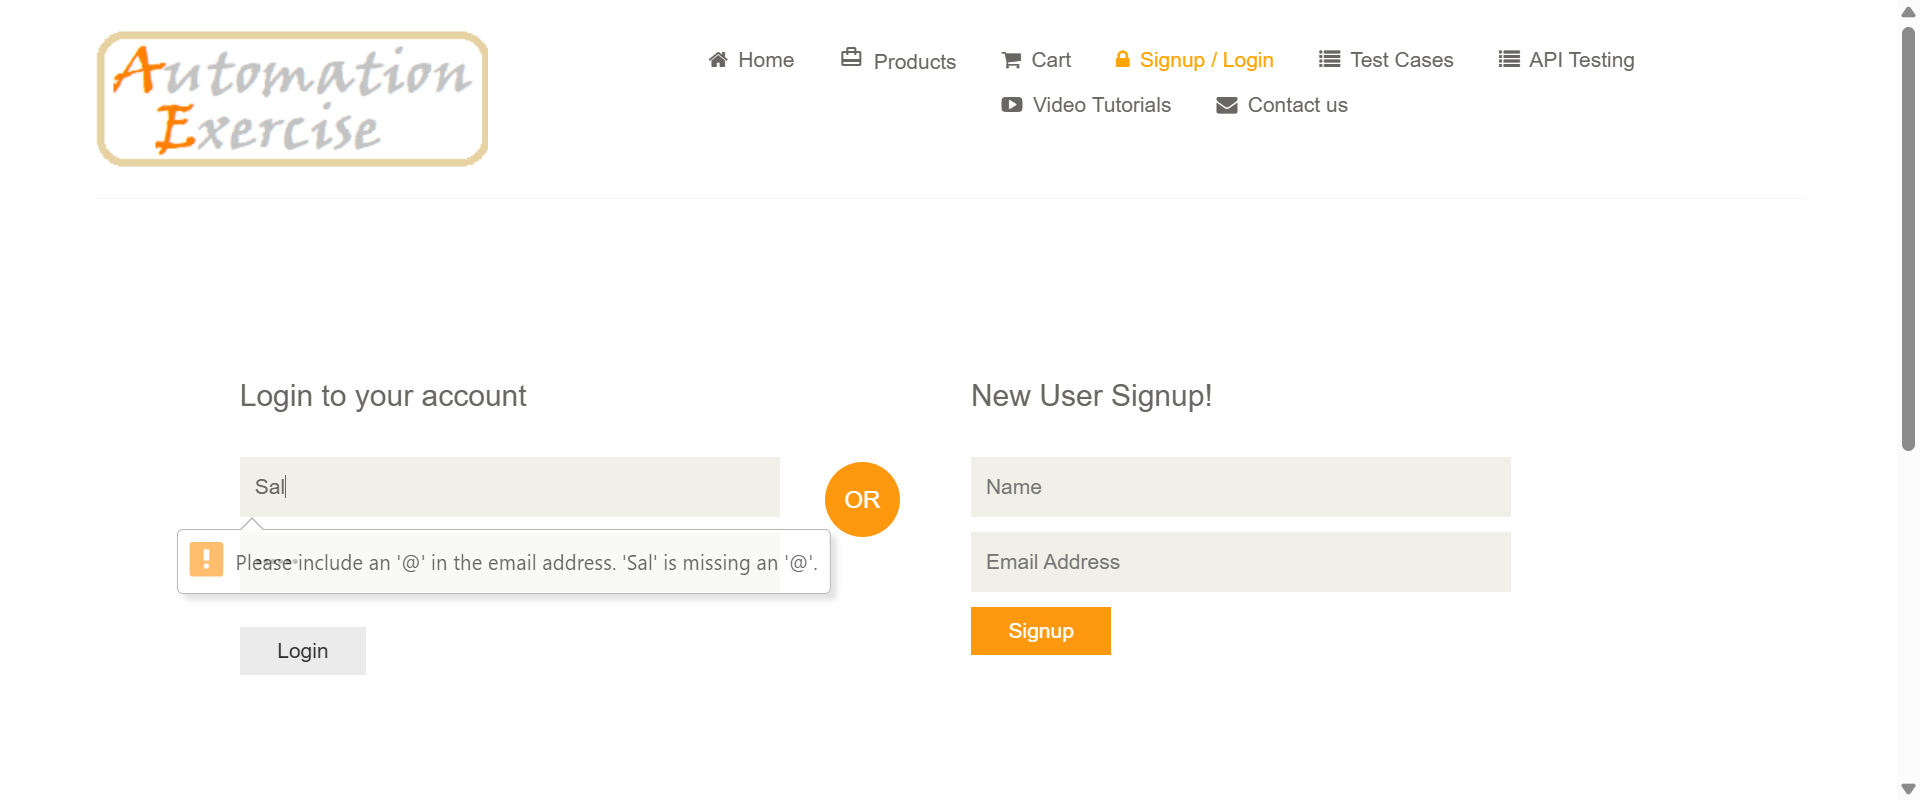 Automation
Exercise
Home
Products
Cart
Signup / Login
Test Cases
API Testing
Video Tutorials
Contact us
Login to your account
New User Signup!
Sal
OR
Name
Please include an '@' in the email address. 'Sal' is missing an '@'.
Email Address
Signup
Login